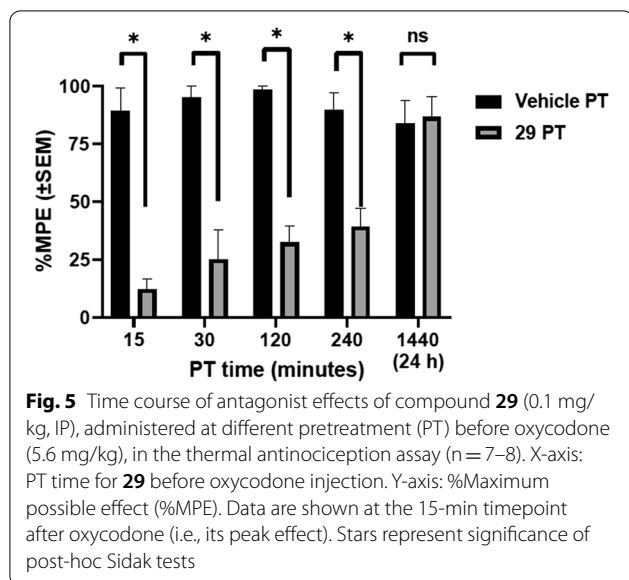 * * * * ns
100
75
50
25
0
%MPE (±SEM)
Vehicle PT
29 PT
15 30 120 240 1440
(24 h)
PT time (minutes)
Fig. 5 Time course of antagonist effects of compound 29 (0.1 mg/
kg, IP), administered at different pretreatment (PT) before oxycodone
(5.6 mg/kg), in the thermal antinociception assay (n = 7–8). X-axis:
PT time for 29 before oxycodone injection. Y-axis: %Maximum
possible effect (%MPE). Data are shown at the 15-min timepoint
after oxycodone (i.e., its peak effect). Stars represent significance of
post-hoc Sidak tests